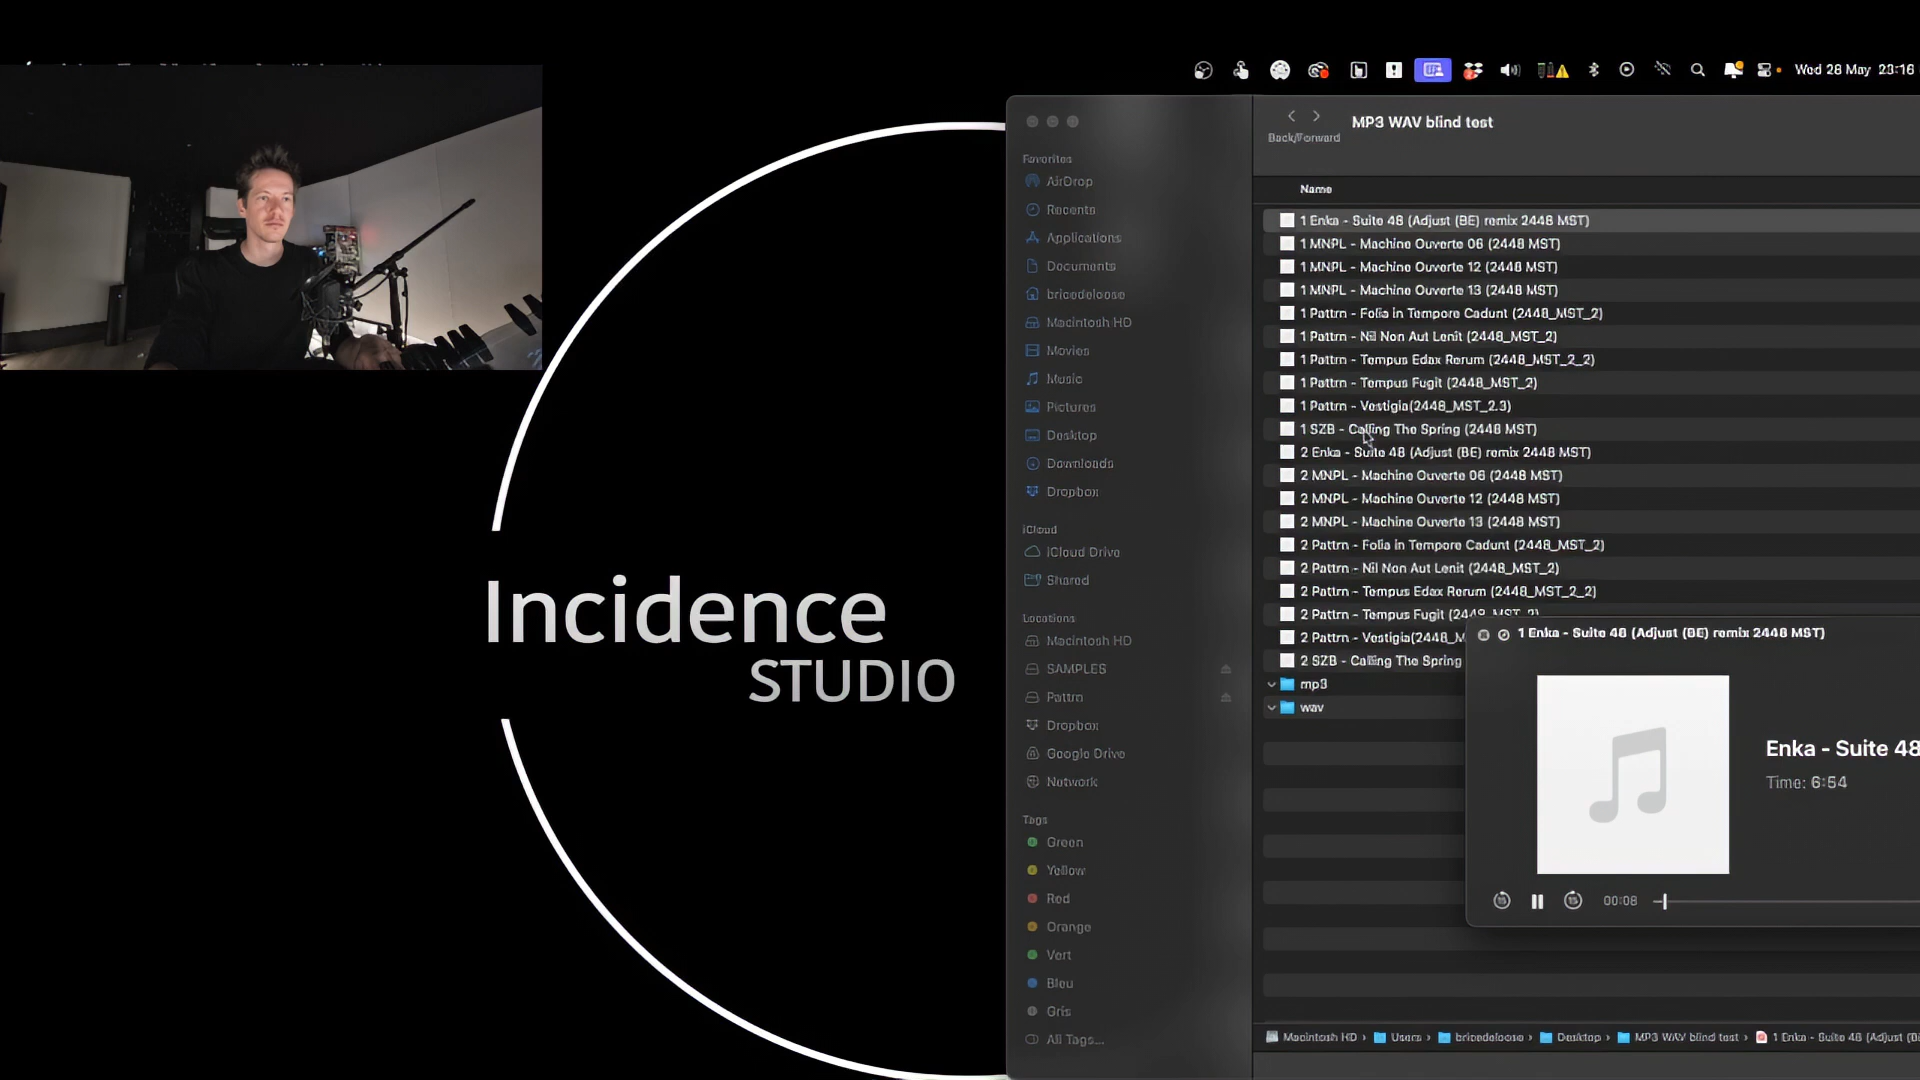 Wed 28 May 23:16
Back/Forward
MP3 WAV blind test
Favorites
AirDrop
Recents
Applications
Documents
bricedeloose
Macintosh HD
Movies
Music
Pictures
Desktop
Downloads
Dropbox
iCloud
iCloud Drive
Shared
Locations
Macintosh HD
SAMPLES
Pattrn
Dropbox
Google Drive
Network
Tags
Green
Yellow
Red
Orange
Vert
Bleu
Gris
All Tags...
Name
1 Enka - Suite 48 (Adjust (BE) remix 2448 MST)
1 MNPL - Machine Ouverte 06 (2448 MST)
1 MNPL - Machine Ouverte 12 (2448 MST)
1 MNPL - Machine Ouverte 13 (2448 MST)
1 Pattrn - Folia in Tempore Cadunt (2448_MST_2)
1 Pattrn - Nil Non Aut Lenit (2448_MST_2)
1 Pattrn - Tempus Edax Rerum (2448_MST_2_2)
1 Pattrn - Tempus Fugit (2448_MST_2)
1 Pattrn - Vestigia(2448_MST_2.3)
1 SZB - Calling The Spring (2448 MST)
2 Enka - Suite 48 (Adjust (BE) remix 2448 MST)
2 MNPL - Machine Ouverte 06 (2448 MST)
2 MNPL - Machine Ouverte 12 (2448 MST)
2 MNPL - Machine Ouverte 13 (2448 MST)
2 Pattrn - Folia in Tempore Cadunt (2448_MST_2)
2 Pattrn - Nil Non Aut Lenit (2448_MST_2)
2 Pattrn - Tempus Edax Rerum (2448_MST_2_2)
2 Pattrn - Tempus Fugit (2448_MST_2)
2 Pattrn - Vestigia(2448_M
2 SZB - Calling The Spring
mp3
wav
1 Enka - Suite 48 (Adjust (BE) remix 2448 MST)
Enka - Suite 48
Time: 6:54
00:08
Macintosh HD › Users › bricedeloose › Desktop › MP3 WAV blind test › 1 Enka - Suite 48 (Adjust (B
Incidence
STUDIO